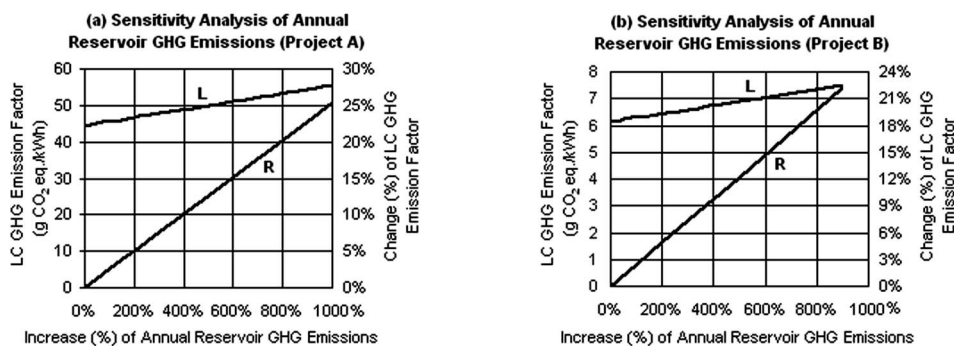 (a) Sensitivity Analysis of Annual
Reservoir GHG Emissions (Project A)
LC GHG Emission Factor
(g CO₂ eq./kWh)
60
50
40
30
20
10
0
L
R
30%
25%
20%
15%
10%
5%
0%
Change (%) of LC GHG
Emission Factor
0% 200% 400% 600% 800% 1000%
Increase (%) of Annual Reservoir GHG Emissions
(b) Sensitivity Analysis of Annual
Reservoir GHG Emissions (Project B)
LC GHG Emission Factor
(g CO₂ eq./kWh)
8
7
6
5
4
3
2
1
0
L
R
24%
21%
18%
15%
12%
9%
6%
3%
0%
Change (%) of LC GHG
Emission Factor
0% 200% 400% 600% 800% 1000%
Increase (%) of Annual Reservoir GHG Emissions